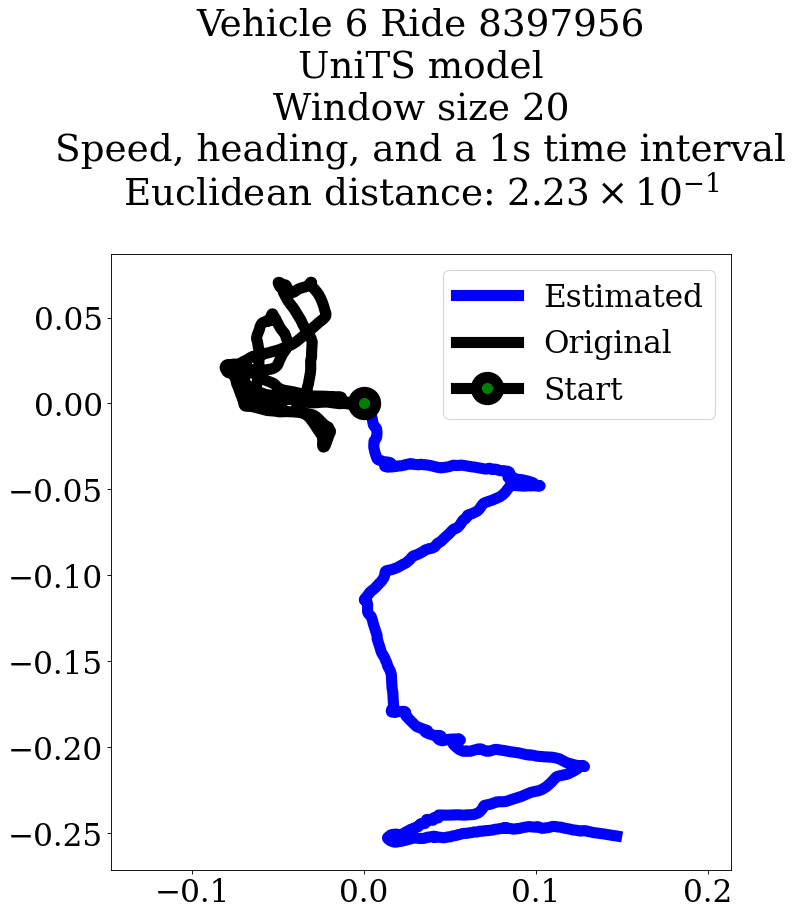 Vehicle 6 Ride 8397956
UniTS model
Window size 20
Speed, heading, and a 1s time interval
Euclidean distance: 2.23 × 10⁻¹
Estimated
Original
Start
0.05
0.00
−0.05
−0.10
−0.15
−0.20
−0.25
−0.1
0.0
0.1
0.2